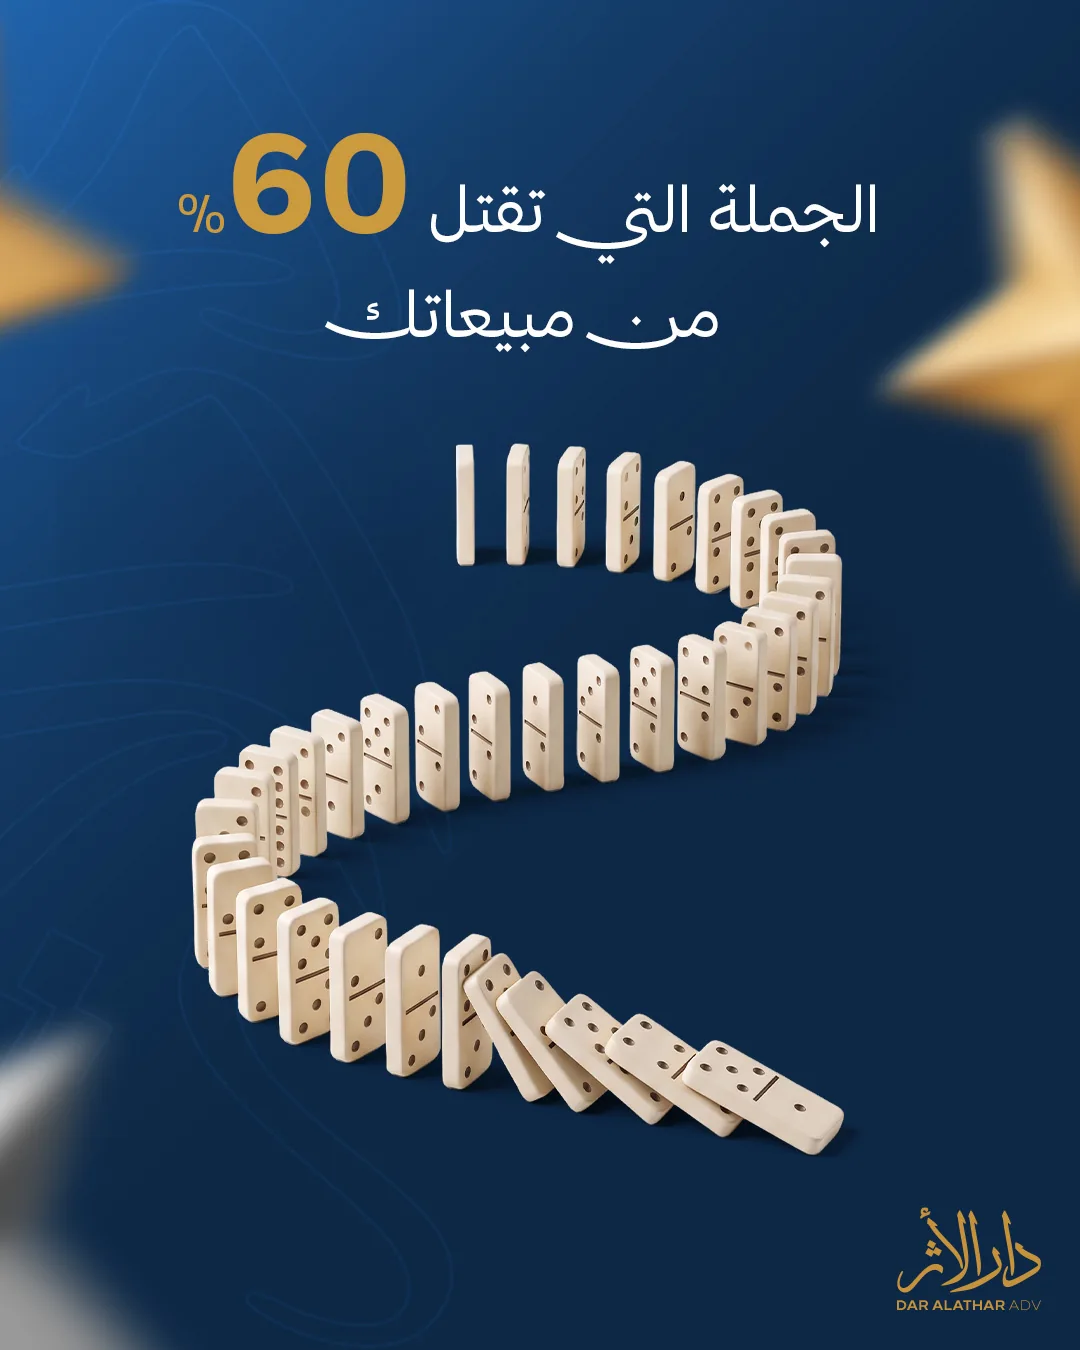 الجملة التي تقتل 60%
من مبيعاتك
دار الأثر
DAR ALATHAR ADV